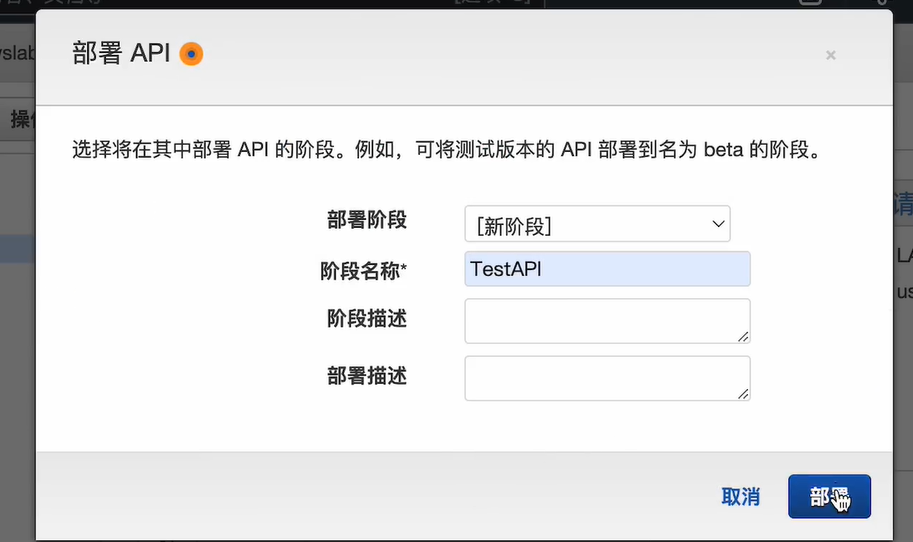 部署 API
×
选择将在其中部署 API 的阶段。例如，可将测试版本的 API 部署到名为 beta 的阶段。
部署阶段
[新阶段]
阶段名称*
TestAPI
阶段描述
部署描述
取消
部署